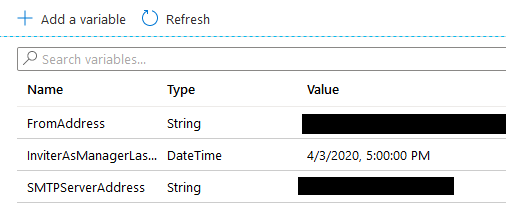 + Add a variable Refresh
Search variables...
Name Type Value
FromAddress String
InviterAsManagerLas... DateTime 4/3/2020, 5:00:00 PM
SMTPServerAddress String